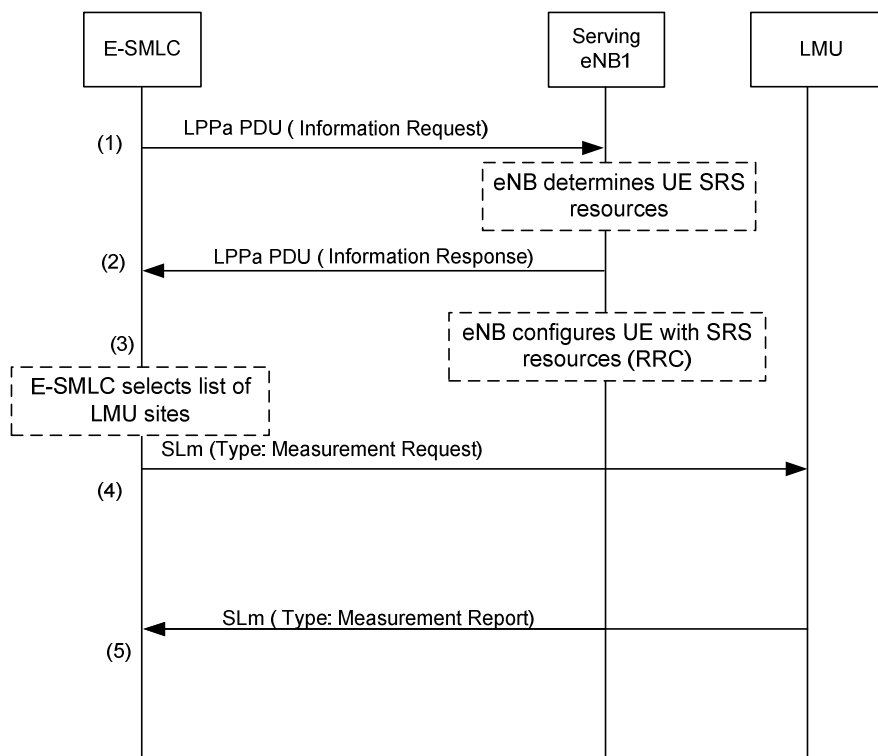 E-SMLC
Serving
eNB1
LMU
LPPa PDU ( Information Request)
(1)
eNB determines UE SRS
resources
LPPa PDU ( Information Response)
(2)
eNB configures UE with SRS
resources (RRC)
(3)
E-SMLC selects list of
LMU sites
SLm (Type: Measurement Request)
(4)
SLm ( Type: Measurement Report)
(5)